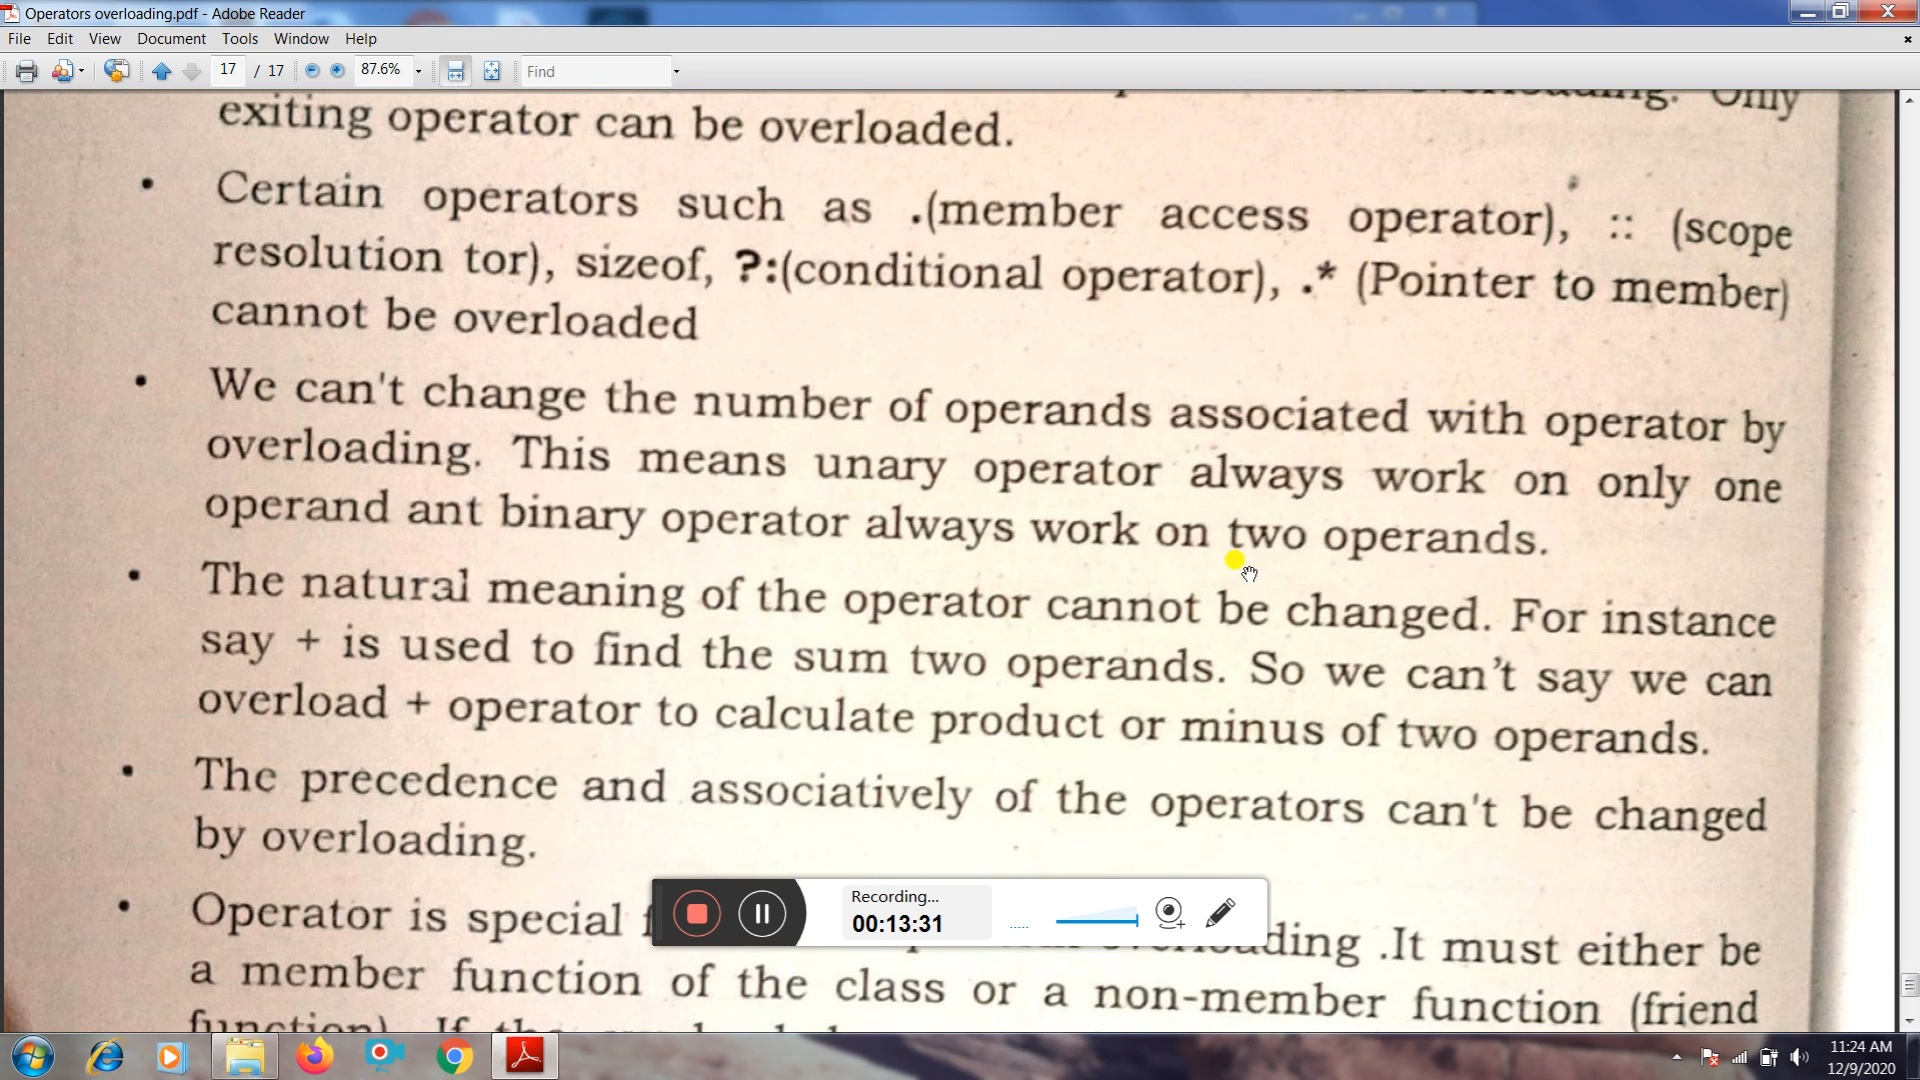 Operators overloading.pdf - Adobe Reader
File Edit View Document Tools Window Help
17 / 17 87.6% Find
overloading. Only
exiting operator can be overloaded.
• Certain operators such as .(member access operator), :: (scope
resolution tor), sizeof, ?:(conditional operator), .* (Pointer to member)
cannot be overloaded
• We can't change the number of operands associated with operator by
overloading. This means unary operator always work on only one
operand ant binary operator always work on two operands.
• The natural meaning of the operator cannot be changed. For instance
say + is used to find the sum two operands. So we can't say we can
overload + operator to calculate product or minus of two operands.
• The precedence and associatively of the operators can't be changed
by overloading.
• Operator is special overloading .It must either be
a member function of the class or a non-member function (friend
function). If the
Recording...
00:13:31
11:24 AM
12/9/2020